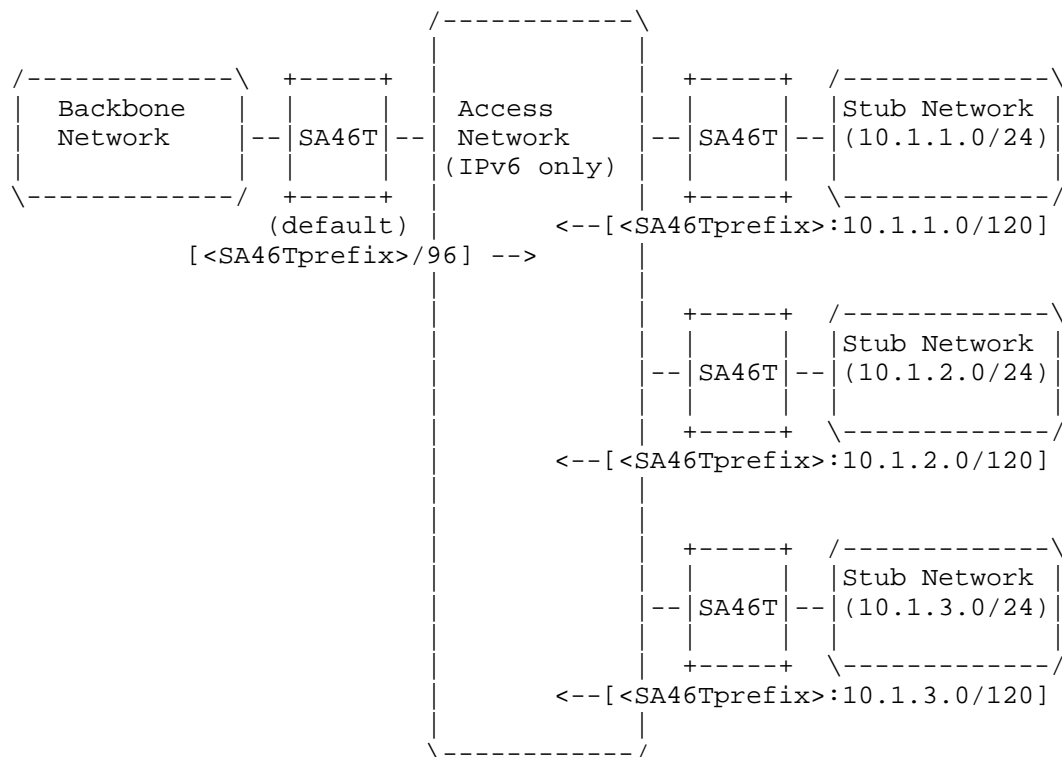 Backbone Network
SA46T
Access Network (IPv6 only)
SA46T
Stub Network (10.1.1.0/24)
(default)
<--[<SA46Tprefix>:10.1.1.0/120]
[<SA46Tprefix>/96] -->
SA46T
Stub Network (10.1.2.0/24)
<--[<SA46Tprefix>:10.1.2.0/120]
SA46T
Stub Network (10.1.3.0/24)
<--[<SA46Tprefix>:10.1.3.0/120]